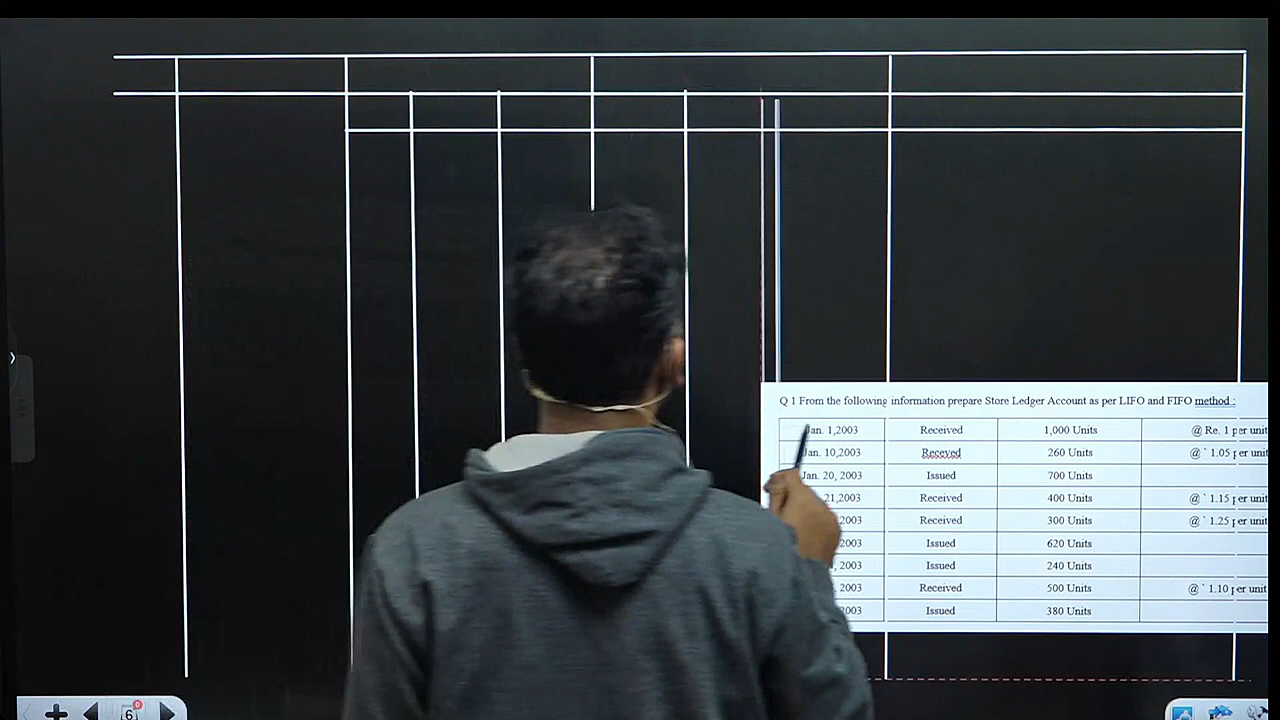 Q 1 From the following information prepare Store Ledger Account as per LIFO and FIFO method :
Jan. 1,2003 Received 1,000 Units @ Re. 1 per unit
Jan. 10,2003 Receved 260 Units @ ` 1.05 per unit
Jan. 20, 2003 Issued 700 Units
21,2003 Received 400 Units @ ` 1.15 per unit
2003 Received 300 Units @ ` 1.25 per unit
2003 Issued 620 Units
, 2003 Issued 240 Units
, 2003 Received 500 Units @ ` 1.10 per unit
2003 Issued 380 Units
6